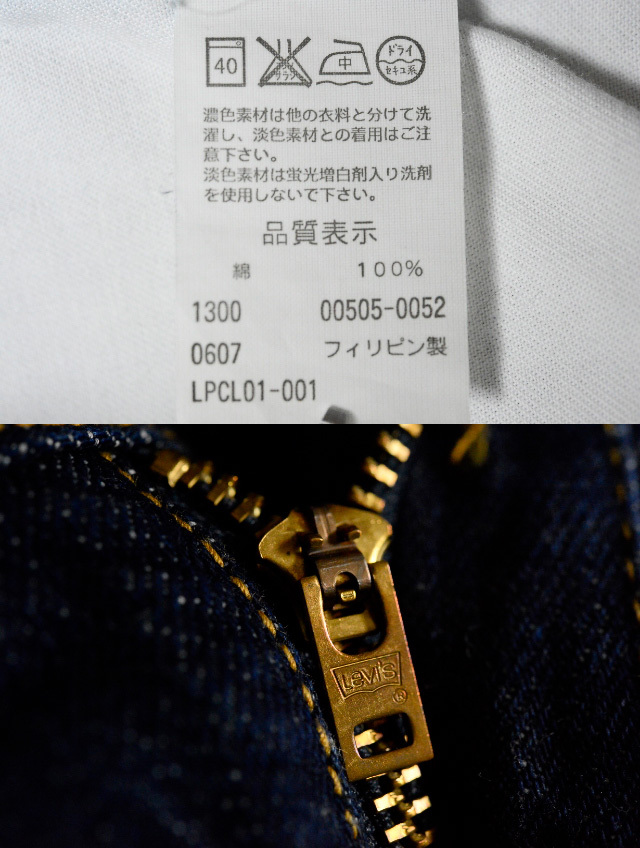 40
サラシ
中
ドライ
セキユ系
濃色素材は他の衣料と分けて洗
濯し、淡色素材との着用はご注
意下さい。
淡色素材は蛍光増白剤入り洗剤
を使用しないで下さい。
品質表示
綿 100%
1300 00505-0052
0607 フィリピン製
LPCL01-001
Levi's
®